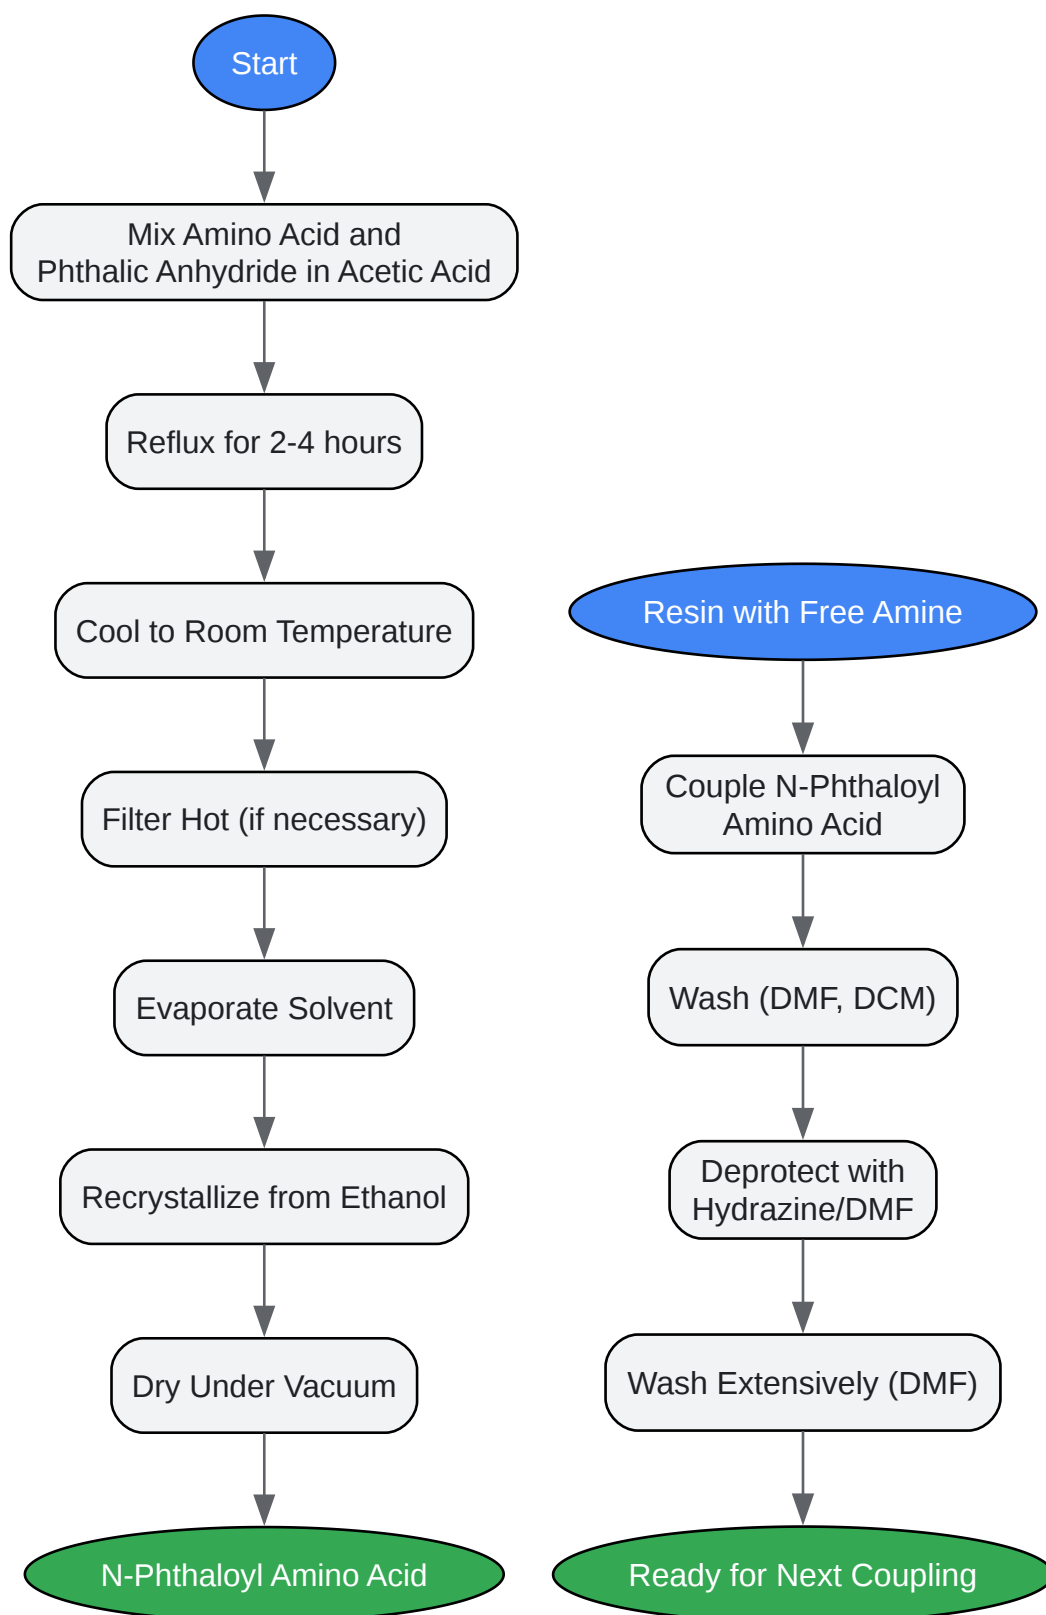 Start
Mix Amino Acid and
Phthalic Anhydride in Acetic Acid
Reflux for 2-4 hours
Cool to Room Temperature
Filter Hot (if necessary)
Evaporate Solvent
Recrystallize from Ethanol
Dry Under Vacuum
N-Phthaloyl Amino Acid
Resin with Free Amine
Couple N-Phthaloyl
Amino Acid
Wash (DMF, DCM)
Deprotect with
Hydrazine/DMF
Wash Extensively (DMF)
Ready for Next Coupling